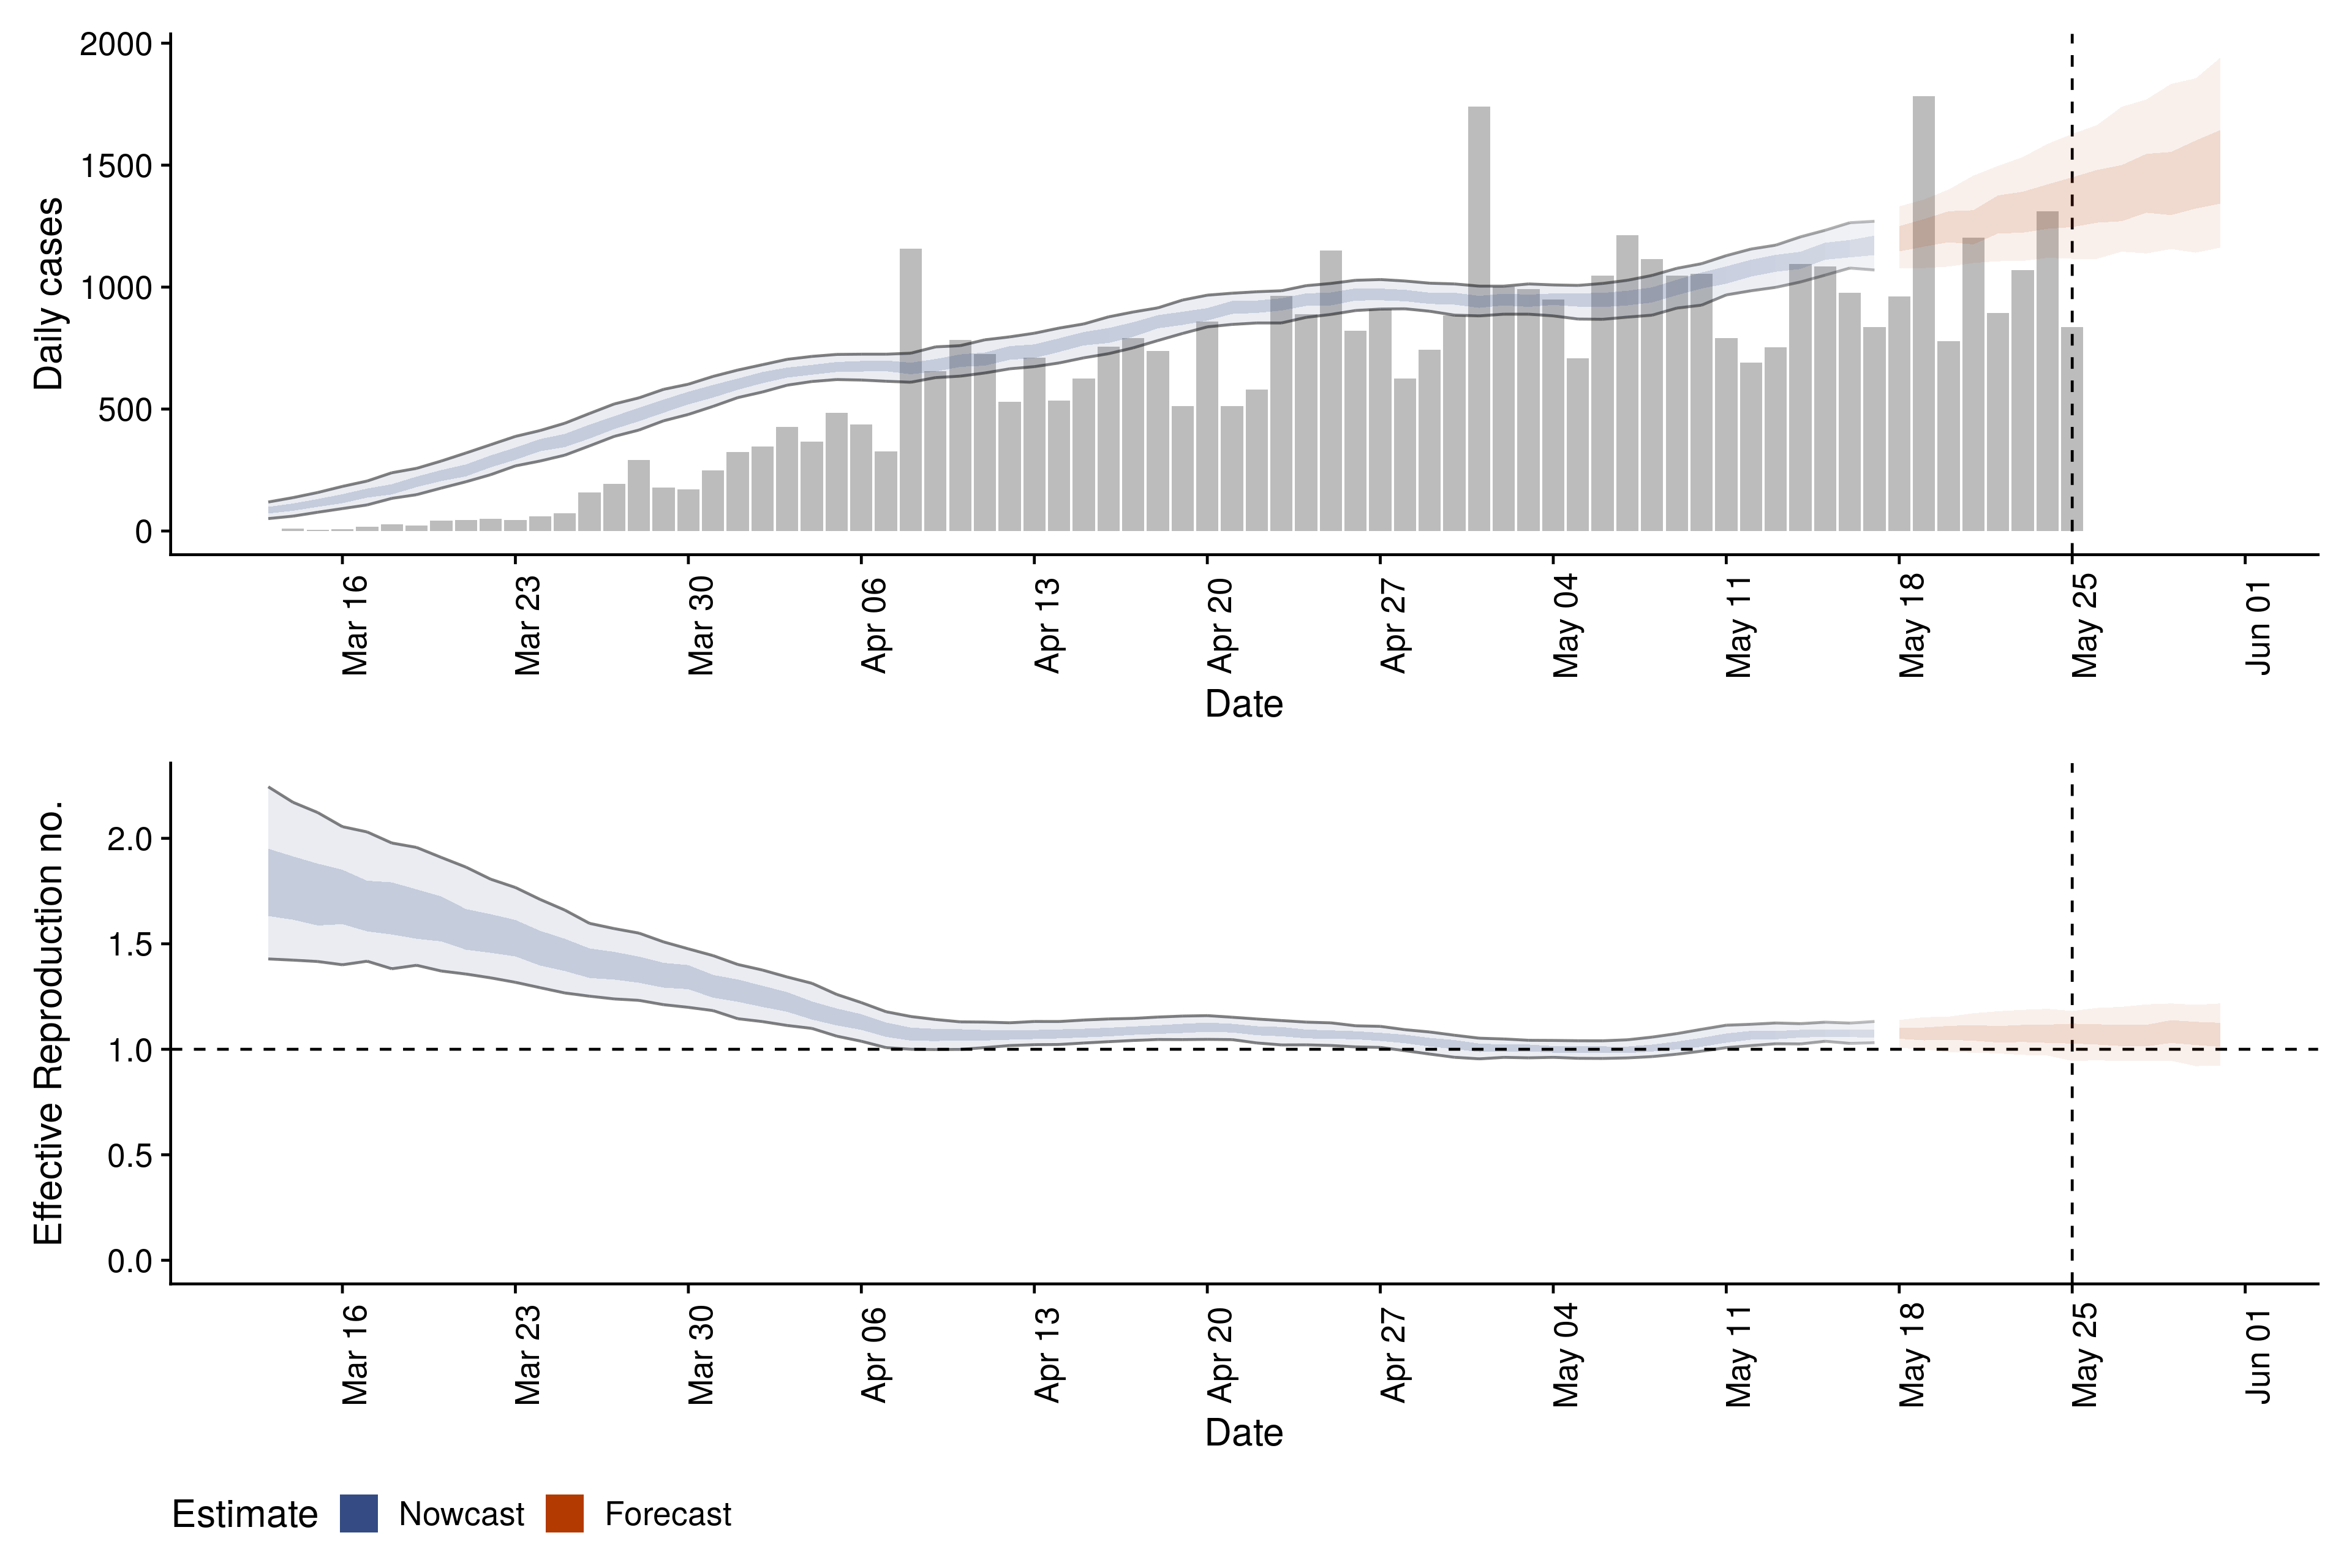 Daily cases
2000
1500
1000
500
0
Mar 16
Mar 23
Mar 30
Apr 06
Apr 13
Apr 20
Apr 27
May 04
May 11
May 18
May 25
Jun 01
Date
Effective Reproduction no.
2.0
1.5
1.0
0.5
0.0
Mar 16
Mar 23
Mar 30
Apr 06
Apr 13
Apr 20
Apr 27
May 04
May 11
May 18
May 25
Jun 01
Date
Estimate Nowcast Forecast